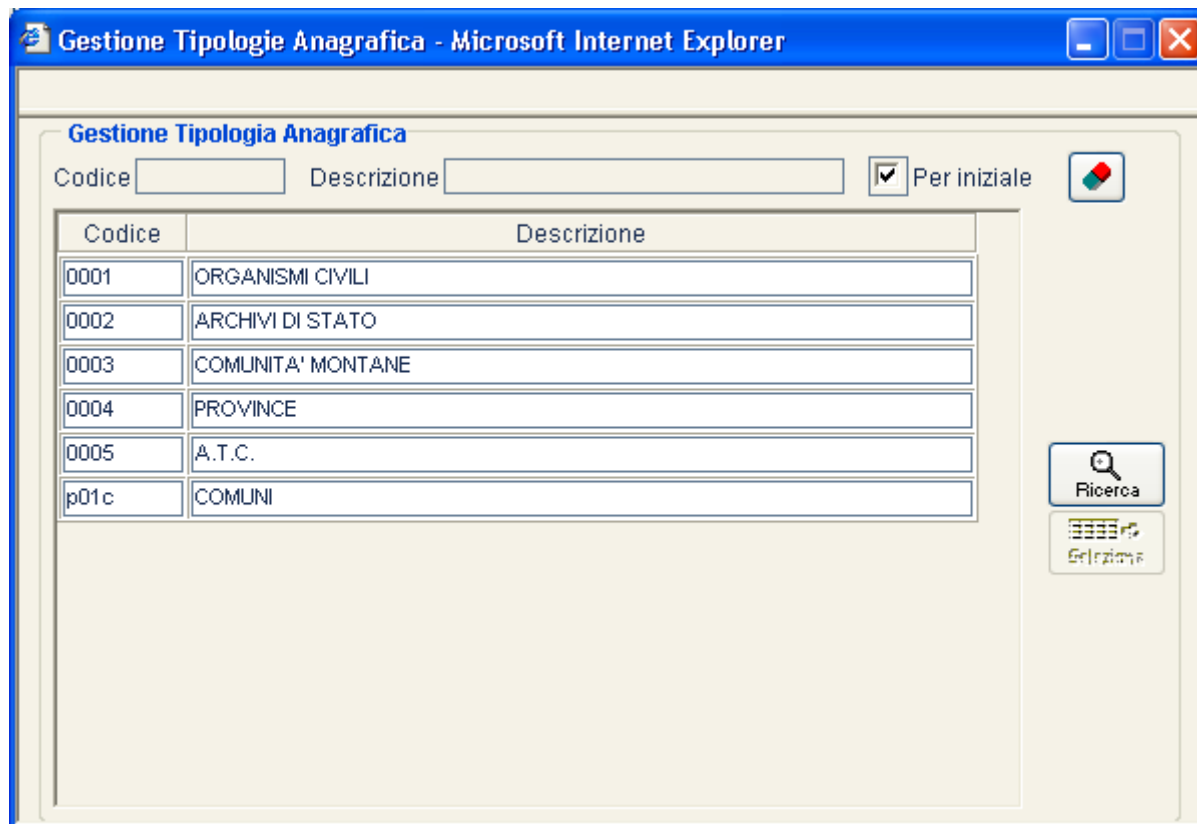 Gestione Tipologie Anagrafica - Microsoft Internet Explorer
Gestione Tipologia Anagrafica
Codice Descrizione Per iniziale
Codice Descrizione
0001 ORGANISMI CIVILI
0002 ARCHIVI DI STATO
0003 COMUNITA' MONTANE
0004 PROVINCE
0005 A.T.C.
p01c COMUNI
Ricerca
Seleziona